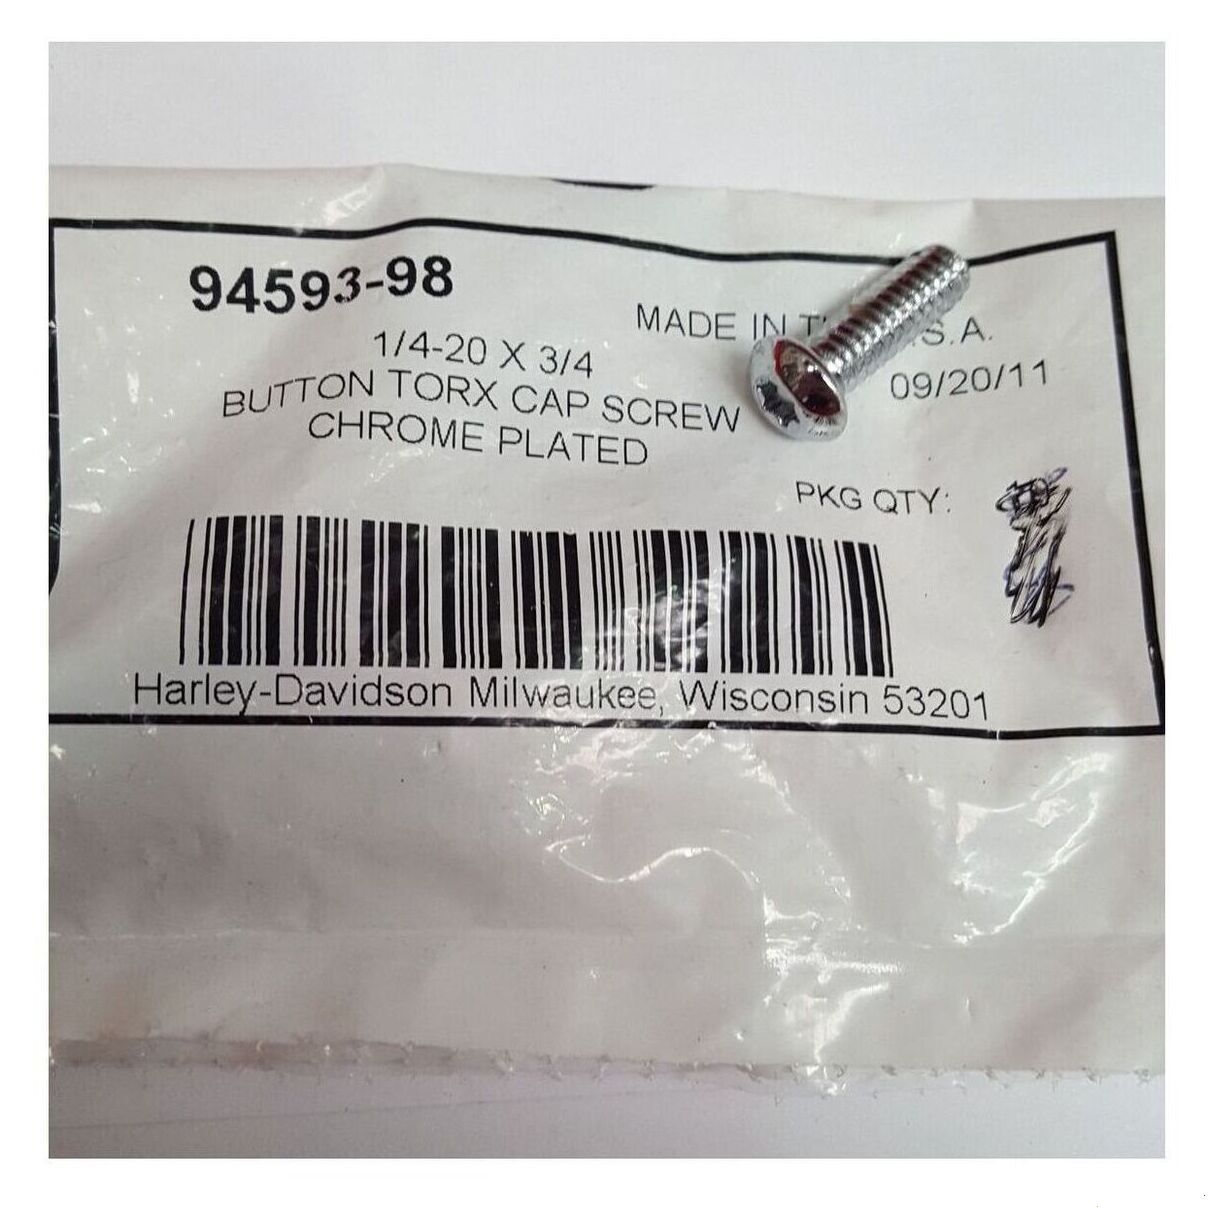 94593-98
1/4-20 X 3/4
BUTTON TORX CAP SCREW
CHROME PLATED
MADE IN S.A.
09/20/11
PKG QTY:
Harley-Davidson Milwaukee, Wisconsin 53201